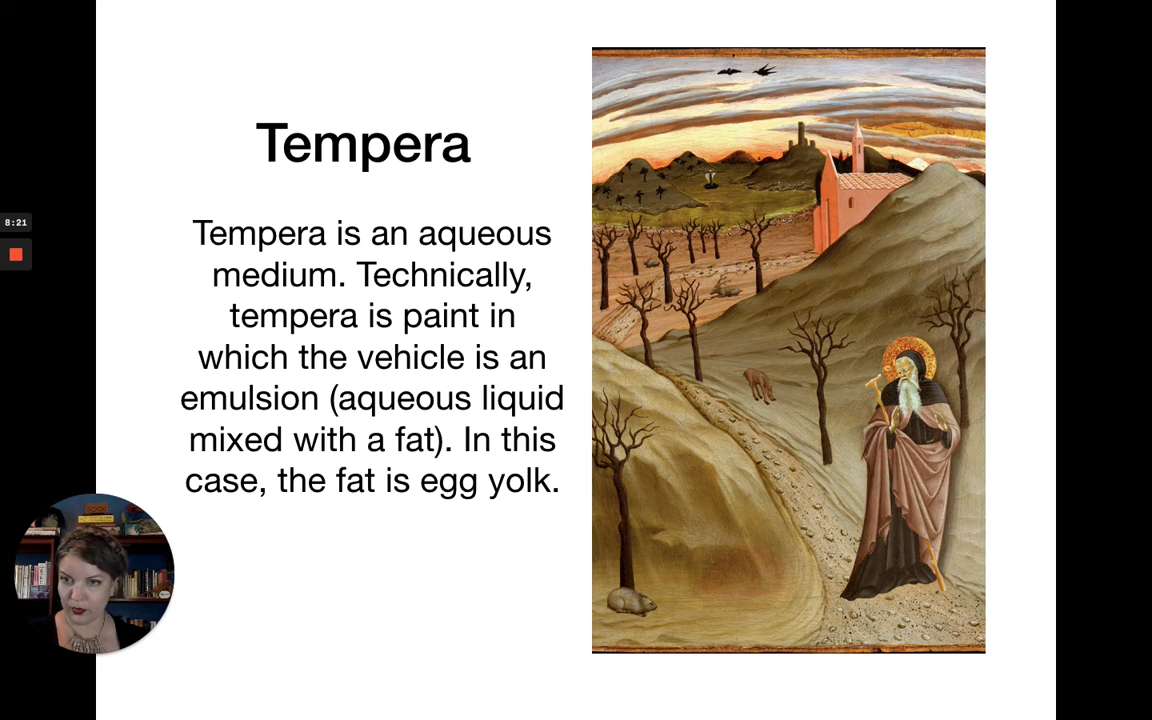 Tempera
Tempera is an aqueous
medium. Technically,
tempera is paint in
which the vehicle is an
emulsion (aqueous liquid
mixed with a fat). In this
case, the fat is egg yolk.
8:21